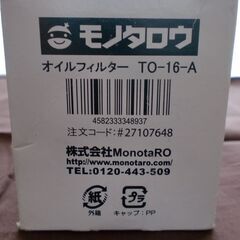 モノタロウ
オイルフィルター TO-16-A
4582333348937
注文コード:#27107648
株式会社MonotaRO
http://www.monotaro.com/
TEL:0120-443-509
紙 プラ
外箱 キャップ:PP